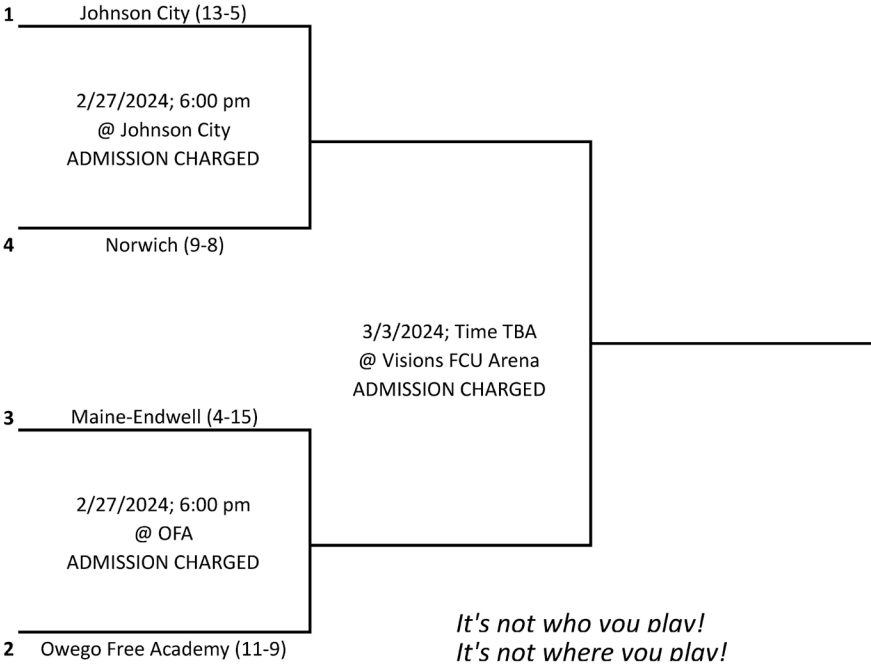 1 Johnson City (13-5)
2/27/2024; 6:00 pm
@ Johnson City
ADMISSION CHARGED
4 Norwich (9-8)
3/3/2024; Time TBA
@ Visions FCU Arena
ADMISSION CHARGED
3 Maine-Endwell (4-15)
2/27/2024; 6:00 pm
@ OFA
ADMISSION CHARGED
2 Owego Free Academy (11-9)
It's not who you play!
It's not where you play!